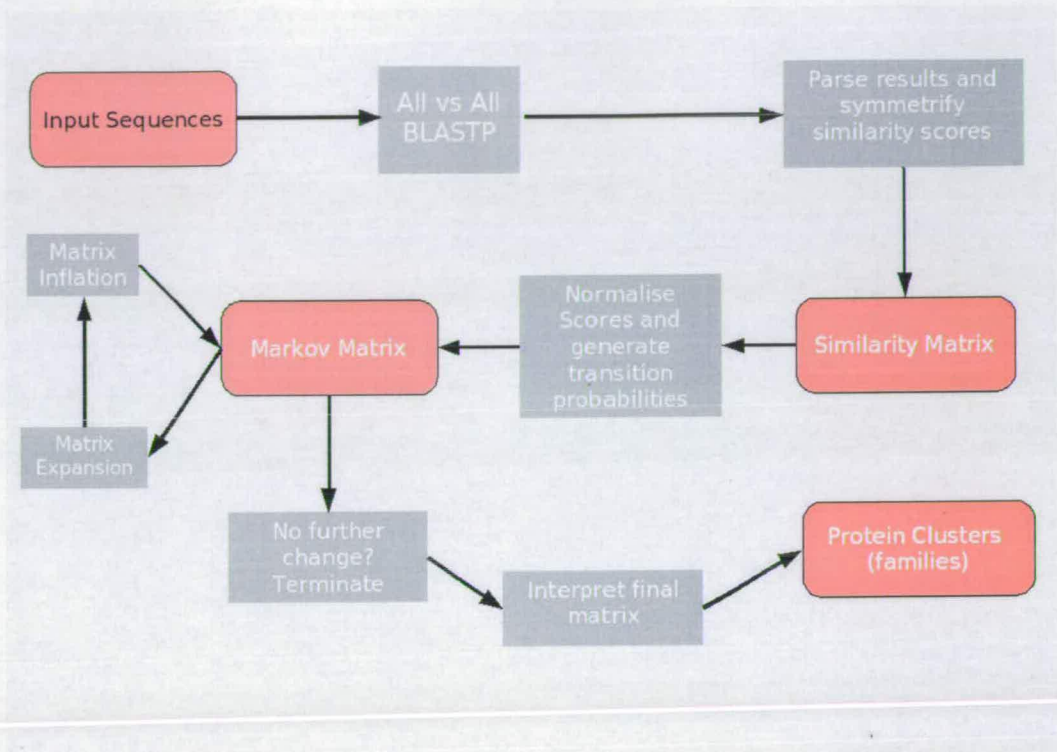 Input Sequences
All vs All
BLASTP
Parse results and
symmetrify
similarity scores
Matrix
Inflation
Markov Matrix
Normalise
Scores and
generate
transition
probabilities
Similarity Matrix
Matrix
Expansion
No further
change?
Terminate
Interpret final
matrix
Protein Clusters
(families)